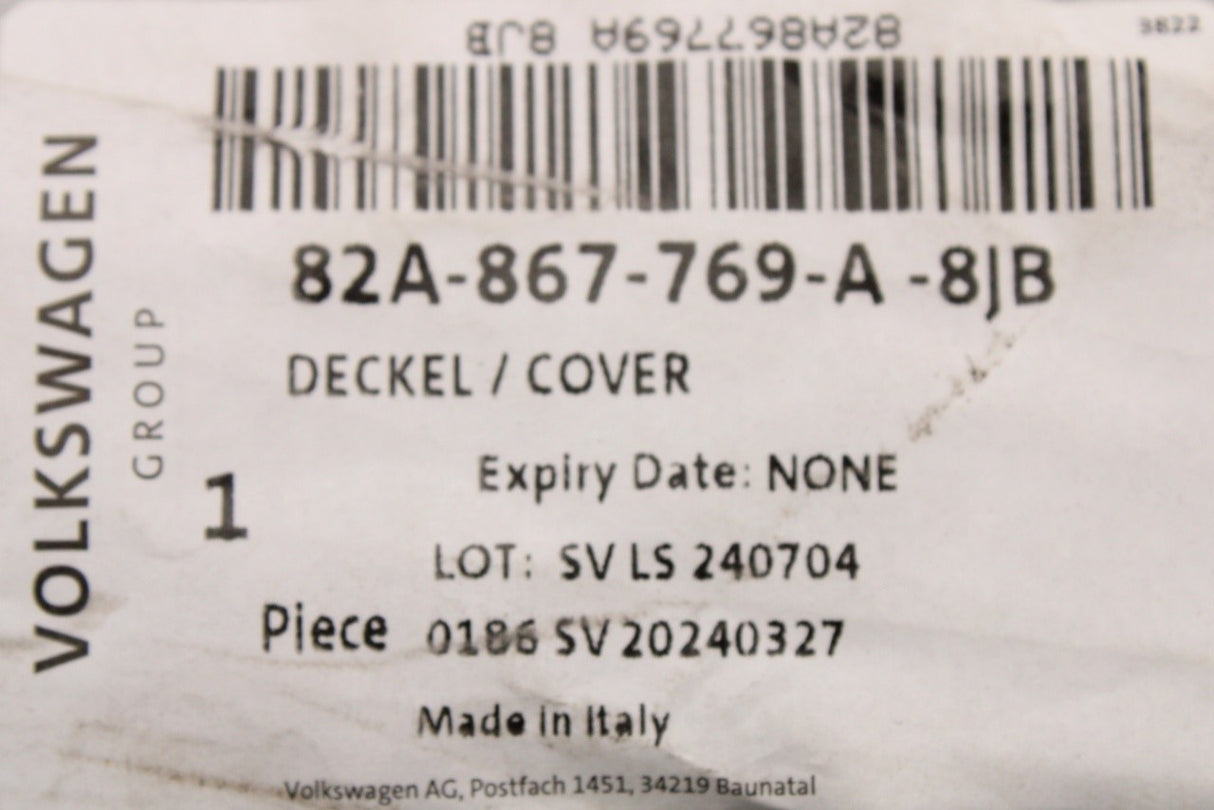 3822
82A867769A 8JB
VOLKSWAGEN
GROUP
82A-867-769-A -8JB
DECKEL / COVER
Expiry Date: NONE
1
LOT: SV LS 240704
Piece 0186 SV 20240327
Made in Italy
Volkswagen AG, Postfach 1451, 34219 Baunatal